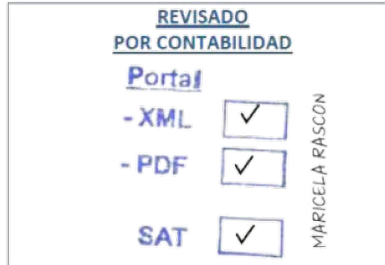 REVISADO
POR CONTABILIDAD
Portal
- XML ✓
- PDF ✓
SAT ✓
MARICELA RASCON